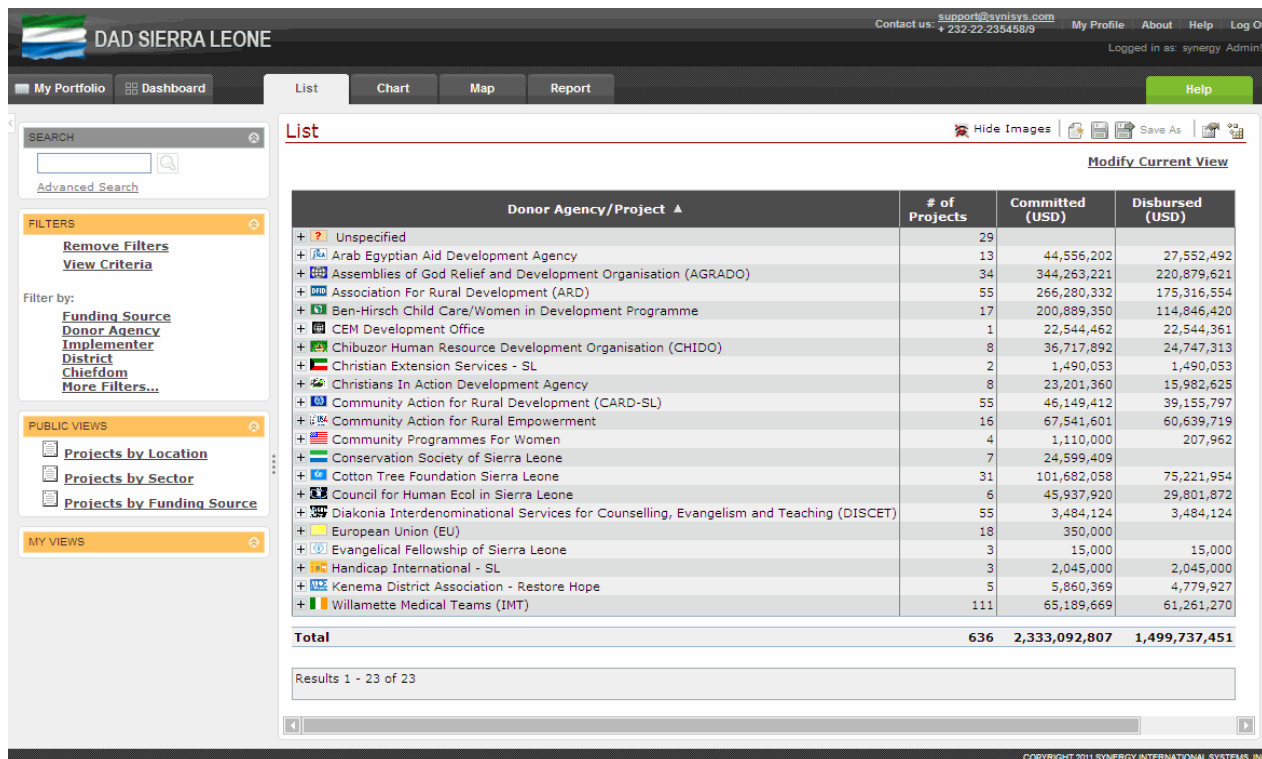 Contact us: support@synisys.com My Profile About Help Log O
+ 232-22-235458/9
DAD SIERRA LEONE
Logged in as: synergy Admin!
My Portfolio Dashboard List Chart Map Report Help
SEARCH
Advanced Search
FILTERS
Remove Filters
View Criteria
Filter by:
Funding Source
Donor Agency
Implementer
District
Chiefdom
More Filters...
PUBLIC VIEWS
Projects by Location
Projects by Sector
Projects by Funding Source
MY VIEWS
List Hide Images Save As
Modify Current View
Donor Agency/Project ▲ # of Projects Committed (USD) Disbursed (USD)
+ ? Unspecified 29
+ Arab Egyptian Aid Development Agency 13 44,556,202 27,552,492
+ Assemblies of God Relief and Development Organisation (AGRADO) 34 344,263,221 220,879,621
+ DFID Association For Rural Development (ARD) 55 266,280,332 175,316,554
+ Ben-Hirsch Child Care/Women in Development Programme 17 200,889,350 114,846,420
+ CEM Development Office 1 22,544,462 22,544,361
+ Chibuzor Human Resource Development Organisation (CHIDO) 8 36,717,892 24,747,313
+ Christian Extension Services - SL 2 1,490,053 1,490,053
+ Christians In Action Development Agency 8 23,201,360 15,982,625
+ Community Action for Rural Development (CARD-SL) 55 46,149,412 39,155,797
+ Community Action for Rural Empowerment 16 67,541,601 60,639,719
+ Community Programmes For Women 4 1,110,000 207,962
+ Conservation Society of Sierra Leone 7 24,599,409
+ Cotton Tree Foundation Sierra Leone 31 101,682,058 75,221,954
+ Council for Human Ecol in Sierra Leone 6 45,937,920 29,801,872
+ Diakonia Interdenominational Services for Counselling, Evangelism and Teaching (DISCET) 55 3,484,124 3,484,124
+ European Union (EU) 18 350,000
+ Evangelical Fellowship of Sierra Leone 3 15,000 15,000
+ Handicap International - SL 3 2,045,000 2,045,000
+ Kenema District Association - Restore Hope 5 5,860,369 4,779,927
+ Willamette Medical Teams (IMT) 111 65,189,669 61,261,270
Total 636 2,333,092,807 1,499,737,451
Results 1 - 23 of 23
COPYRIGHT 2011 SYNERGY INTERNATIONAL SYSTEMS, IN